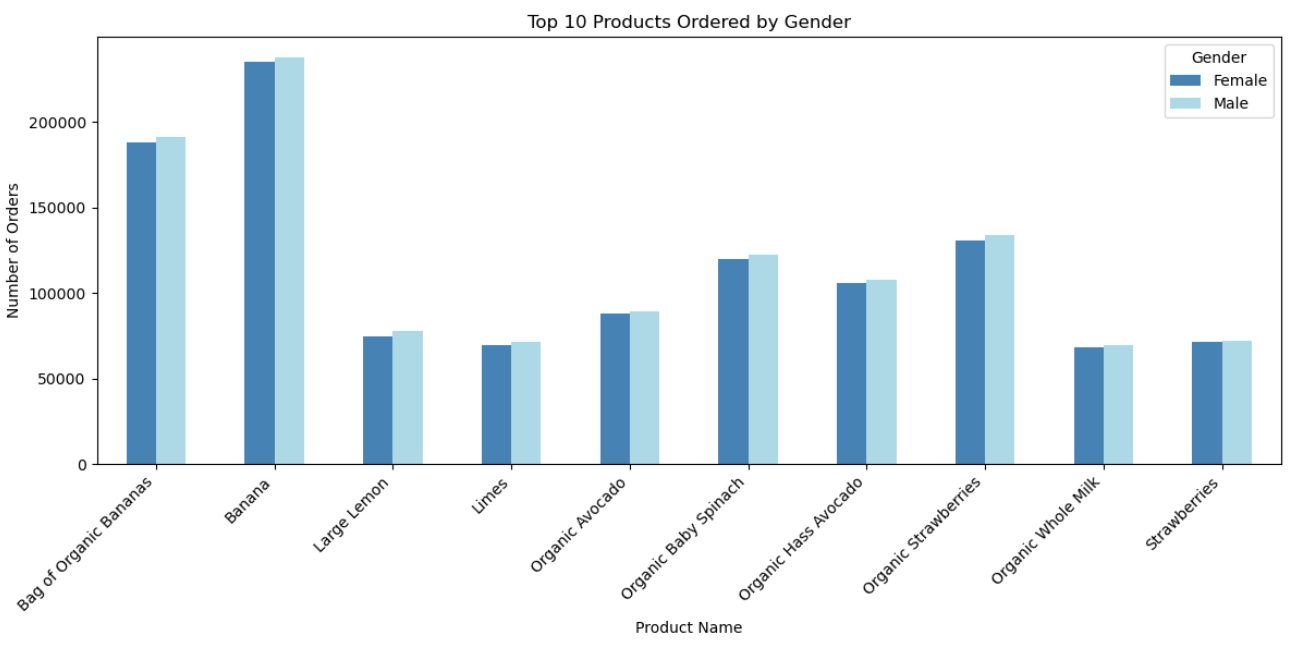 Top 10 Products Ordered by Gender
Gender
Female
Male
Number of Orders
200000
150000
100000
50000
0
Bag of Organic Bananas
Banana
Large Lemon
Limes
Organic Avocado
Organic Baby Spinach
Organic Hass Avocado
Organic Strawberries
Organic Whole Milk
Strawberries
Product Name